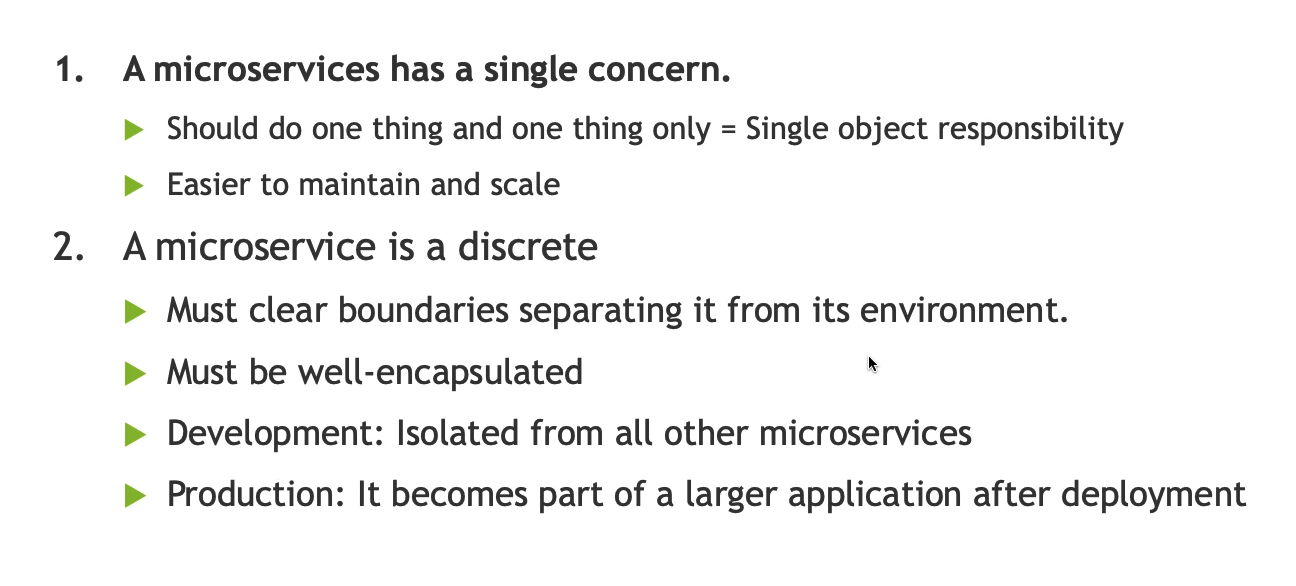 1. A microservices has a single concern.
▶ Should do one thing and one thing only = Single object responsibility
▶ Easier to maintain and scale
2. A microservice is a discrete
▶ Must clear boundaries separating it from its environment.
▶ Must be well-encapsulated
▶ Development: Isolated from all other microservices
▶ Production: It becomes part of a larger application after deployment